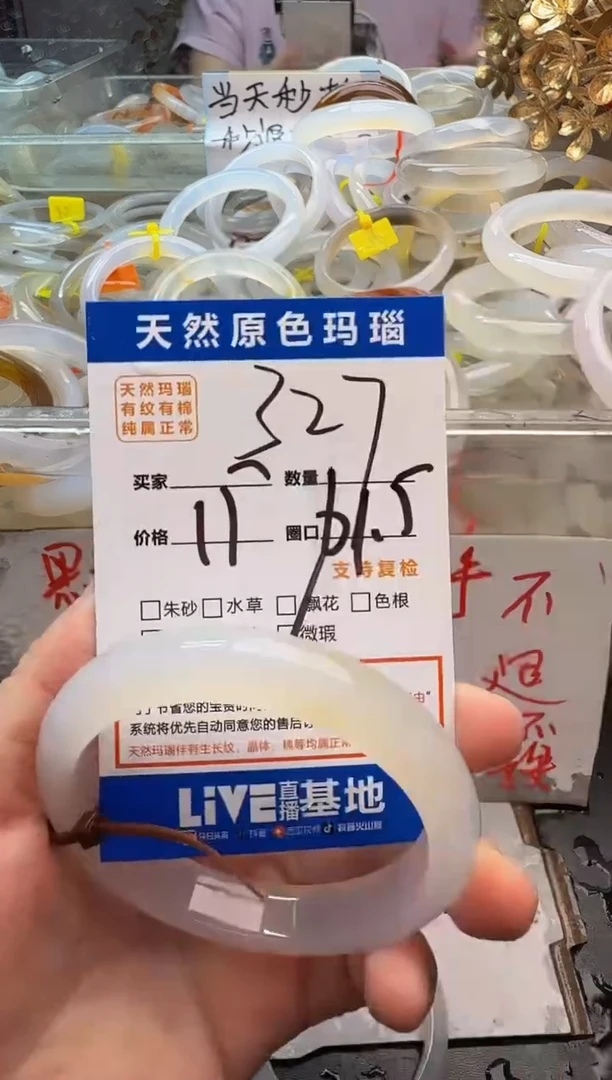 当天秒
天然原色玛瑙
天然玛瑙
有纹有棉
纯属正常
327
买家 数量
价格 11 圈口 61.5
支持复检
朱砂 水草 飘花 色根
微瑕
系统将优先自动同意您的售后
天然玛瑙伴有生长纹、晶体、棉等均属正常
LiVE直播基地
不
退
不
换